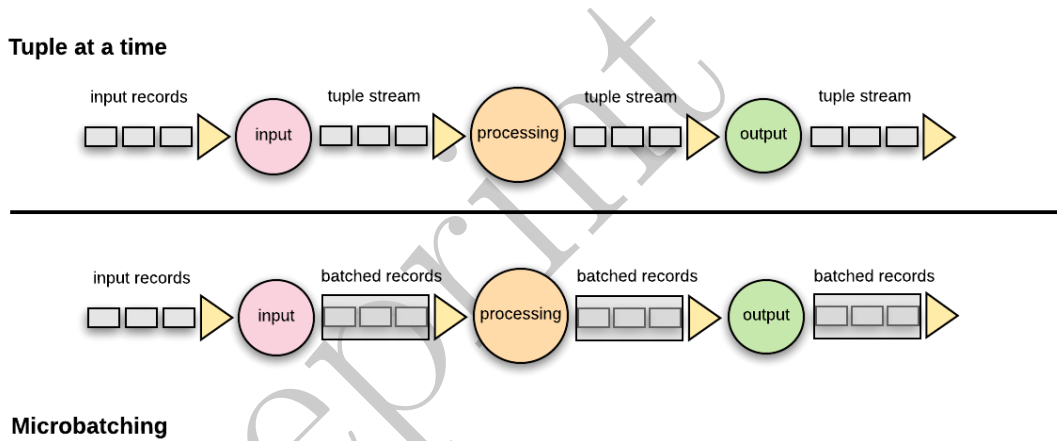 Tuple at a time
input records
tuple stream
tuple stream
tuple stream
input
processing
output
input records
batched records
batched records
batched records
input
processing
output
Microbatching
eprint